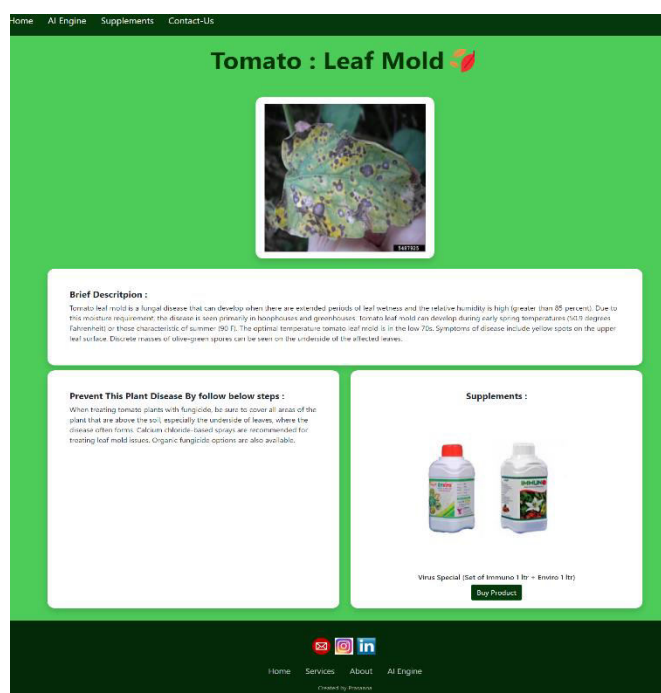 Home AI Engine Supplements Contact-Us
Tomato : Leaf Mold
5487925
Brief Descritpion :
Tomato leaf mold is a fungal disease that can develop when there are extended periods of leaf wetness and the relative humidity is high (greater than 85 percent). Due to
this moisture requirement, the disease is seen primarily in hoophouses and greenhouses. Tomato leaf mold can develop during early spring temperatures (50.9 degrees
Fahrenheit) or those characteristic of summer (90 F). The optimal temperature tomato leaf mold is in the low 70s. Symptoms of disease include yellow spots on the upper
leaf surface. Discrete masses of olive-green spores can be seen on the underside of the affected leaves.
Prevent This Plant Disease By follow below steps :
When treating tomato plants with fungicide, be sure to cover all areas of the
plant that are above the soil, especially the underside of leaves, where the
disease often forms. Calcium chloride-based sprays are recommended for
treating leaf mold issues. Organic fungicide options are also available.
Supplements :
IMMUNO
Virus Special (Set of Immuno 1 ltr + Enviro 1 ltr)
Buy Product
in
Home Services About AI Engine
Created by Prasanna